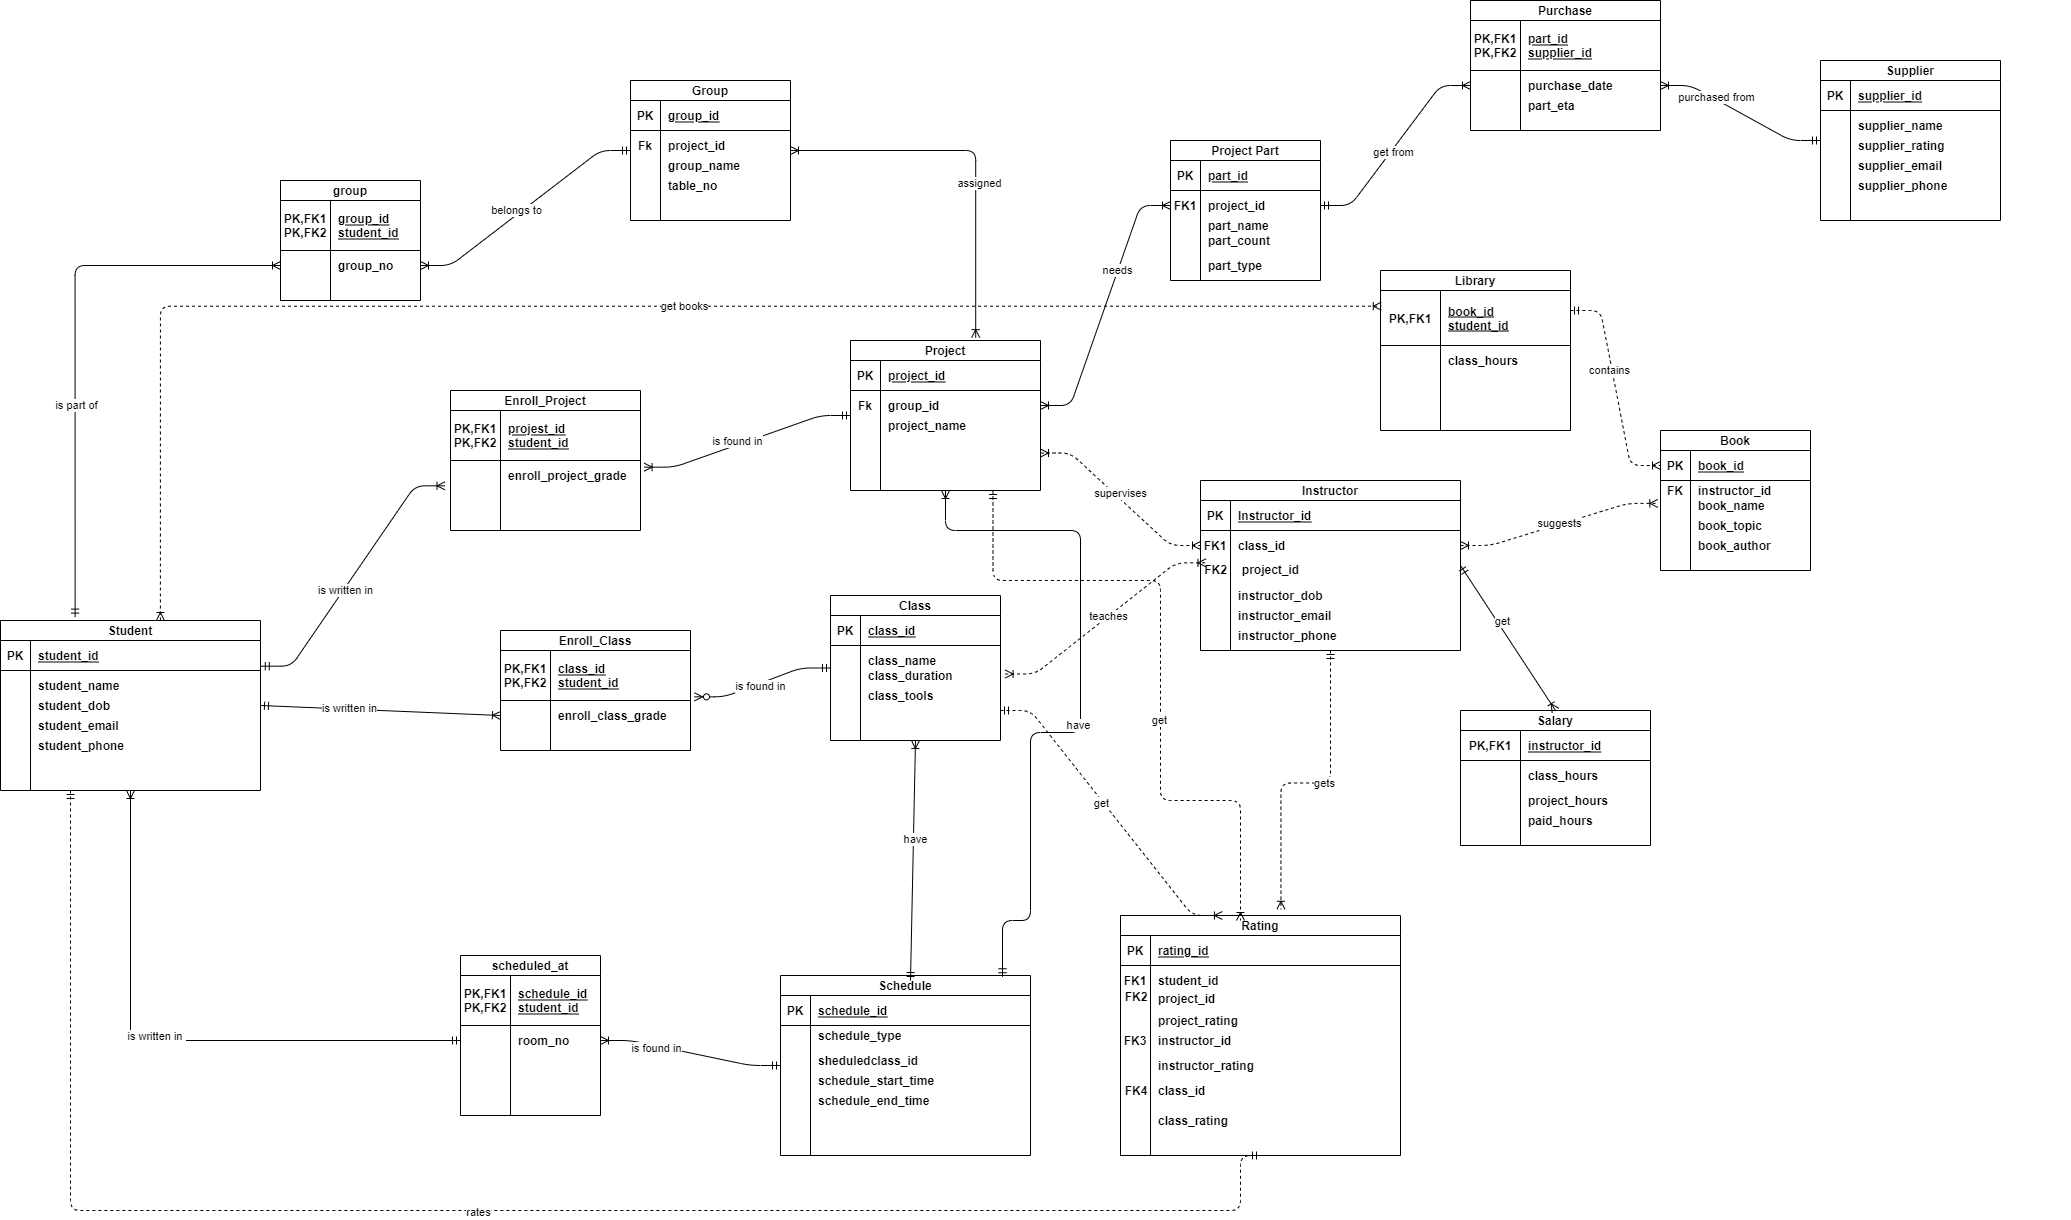 Purchase
PK,FK1 part_id
PK,FK2 supplier_id
purchase_date
part_eta
Supplier
PK supplier_id
supplier_name
supplier_rating
supplier_email
supplier_phone
purchased from
Group
PK group_id
Fk project_id
group_name
table_no
Project Part
PK part_id
FK1 project_id
part_name
part_count
part_type
get from
group
PK,FK1 group_id
PK,FK2 student_id
group_no
belongs to
assigned
needs
Library
PK,FK1 book_id
student_id
class_hours
get books
contains
is part of
Project
PK project_id
Fk group_id
project_name
Enroll_Project
PK,FK1 projest_id
PK,FK2 student_id
enroll_project_grade
is found in
Book
PK book_id
FK instructor_id
book_name
book_topic
book_author
supervises
suggests
Instructor
PK Instructor_id
FK1 class_id
FK2 project_id
instructor_dob
instructor_email
instructor_phone
is written in
teaches
get
Student
PK student_id
student_name
student_dob
student_email
student_phone
is written in
Enroll_Class
PK,FK1 class_id
PK,FK2 student_id
enroll_class_grade
is found in
Class
PK class_id
class_name
class_duration
class_tools
have
get
Salary
PK,FK1 instructor_id
class_hours
project_hours
paid_hours
gets
get
have
Rating
PK rating_id
FK1 student_id
FK2 project_id
project_rating
FK3 instructor_id
instructor_rating
FK4 class_id
class_rating
scheduled_at
PK,FK1 schedule_id
PK,FK2 student_id
room_no
is written in
is found in
Schedule
PK schedule_id
schedule_type
sheduledclass_id
schedule_start_time
schedule_end_time
rates